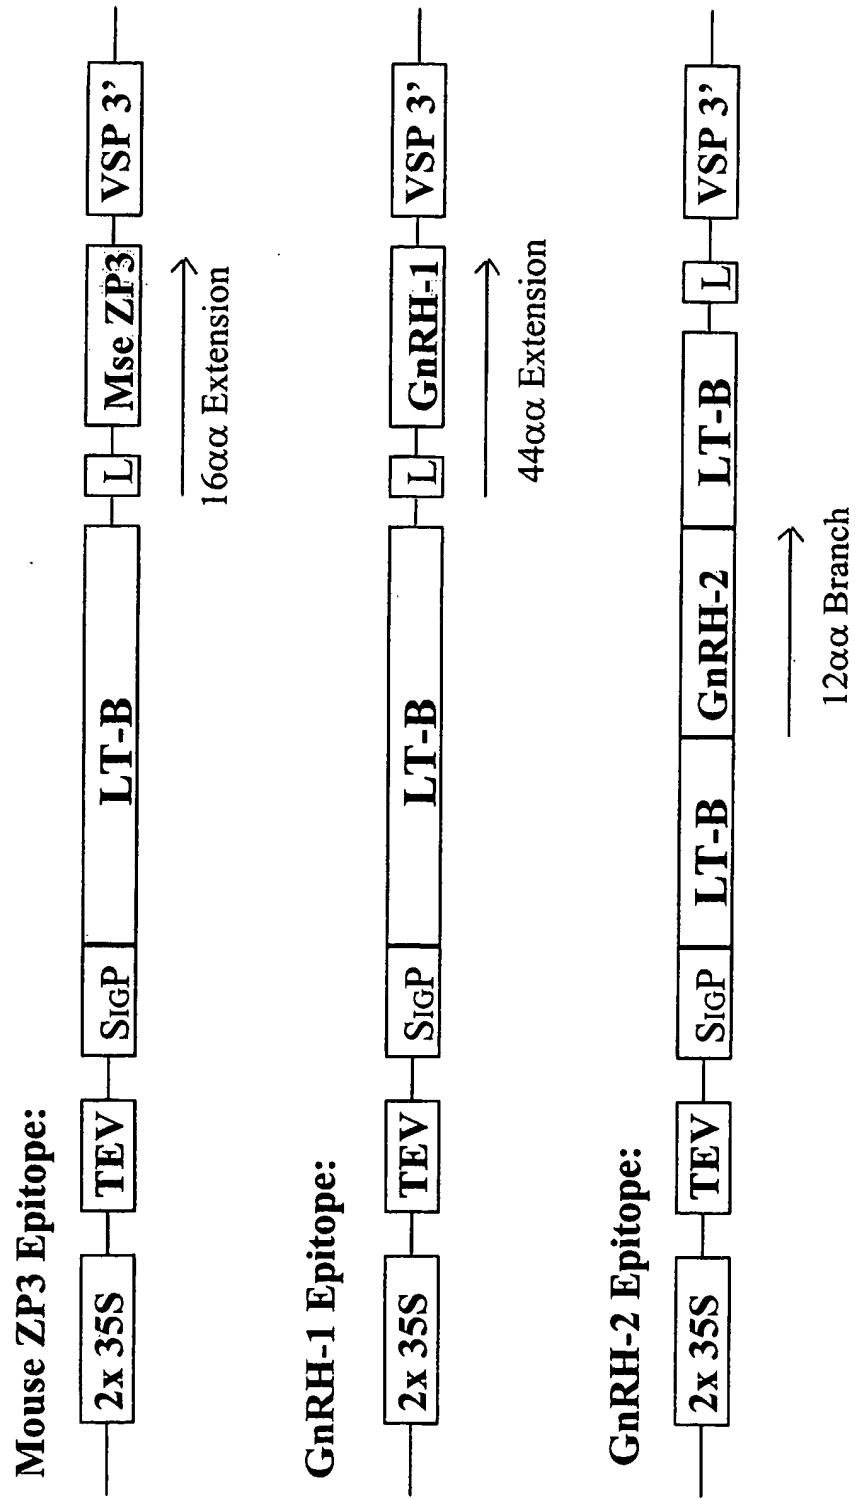 Mouse ZP3 Epitope:
2x 35S TEV SIGP LT-B L Mse ZP3 VSP 3’
16αα Extension
GnRH-1 Epitope:
2x 35S TEV SIGP LT-B L GnRH-1 VSP 3’
44αα Extension
GnRH-2 Epitope:
2x 35S TEV SIGP LT-B GnRH-2 LT-B L VSP 3’
12αα Branch